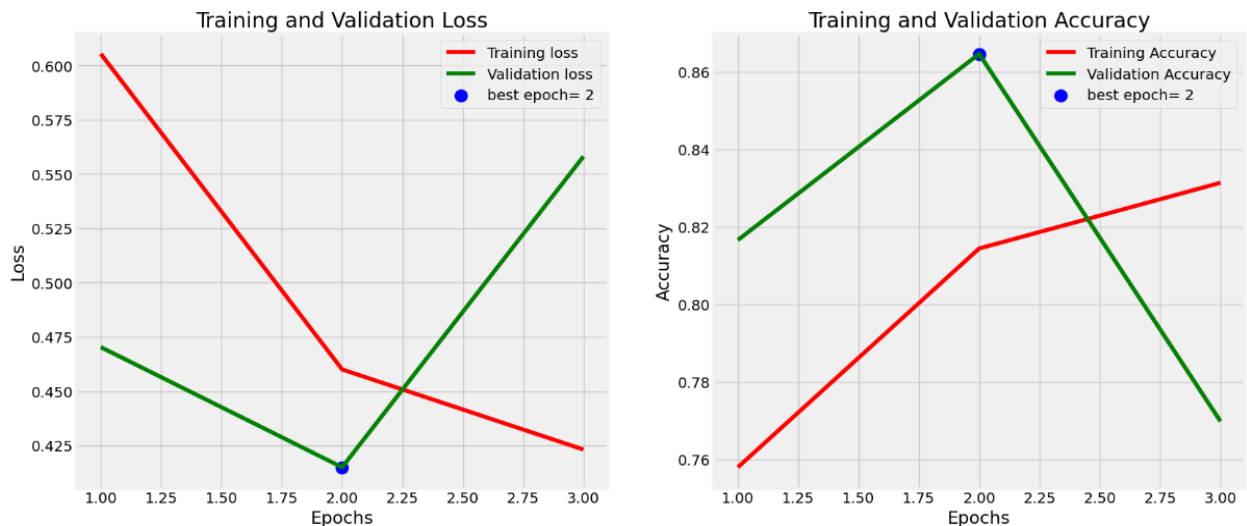 Training and Validation Loss
Training loss
Validation loss
best epoch= 2
0.600
0.575
0.550
0.525
0.500
0.475
0.450
0.425
Loss
1.00 1.25 1.50 1.75 2.00 2.25 2.50 2.75 3.00
Epochs
Training and Validation Accuracy
Training Accuracy
Validation Accuracy
best epoch= 2
0.86
0.84
0.82
0.80
0.78
0.76
Accuracy
1.00 1.25 1.50 1.75 2.00 2.25 2.50 2.75 3.00
Epochs